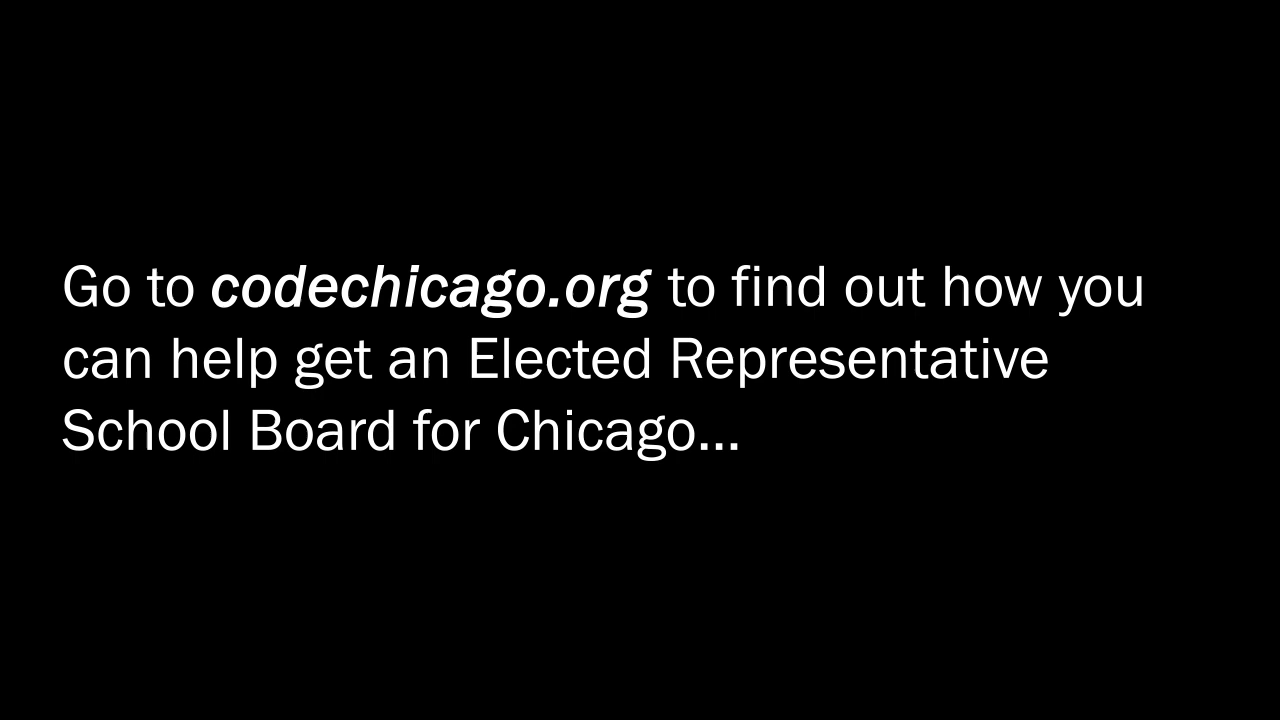 Go to codechicago.org to find out how you
can help get an Elected Representative
School Board for Chicago...